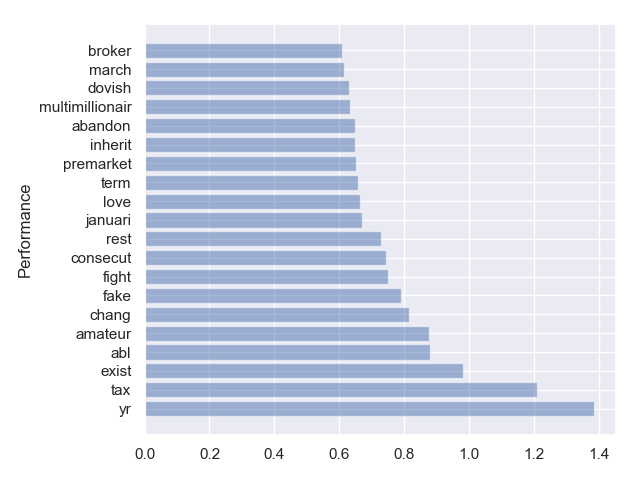 broker
march
dovish
multimillionair
abandon
inherit
premarket
term
love
januari
rest
consecut
fight
fake
chang
amateur
abl
exist
tax
yr
Performance
0.0 0.2 0.4 0.6 0.8 1.0 1.2 1.4